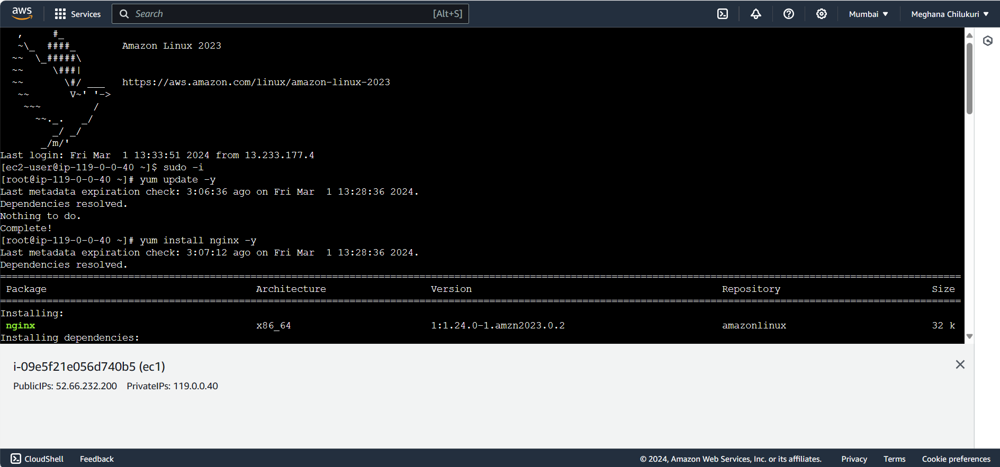 aws Services Search [Alt+S] Mumbai ▼ Meghana Chilukuri ▼
   ,     #_
   ~\_  ####_        Amazon Linux 2023
  ~~  \_#####\
  ~~     \###|
  ~~       \#/ ___   https://aws.amazon.com/linux/amazon-linux-2023
   ~~       V~' '->
    ~~~         /
      ~~._.   _/
         _/ _/
       _/m/'
Last login: Fri Mar  1 13:33:51 2024 from 13.233.177.4
[ec2-user@ip-119-0-0-40 ~]$ sudo -i
[root@ip-119-0-0-40 ~]# yum update -y
Last metadata expiration check: 3:06:36 ago on Fri Mar  1 13:28:36 2024.
Dependencies resolved.
Nothing to do.
Complete!
[root@ip-119-0-0-40 ~]# yum install nginx -y
Last metadata expiration check: 3:07:12 ago on Fri Mar  1 13:28:36 2024.
Dependencies resolved.
Package Architecture Version Repository Size
Installing:
nginx x86_64 1:1.24.0-1.amzn2023.0.2 amazonlinux 32 k
Installing dependencies:
i-09e5f21e056d740b5 (ec1)
PublicIPs: 52.66.232.200 PrivateIPs: 119.0.0.40
CloudShell Feedback © 2024, Amazon Web Services, Inc. or its affiliates. Privacy Terms Cookie preferences